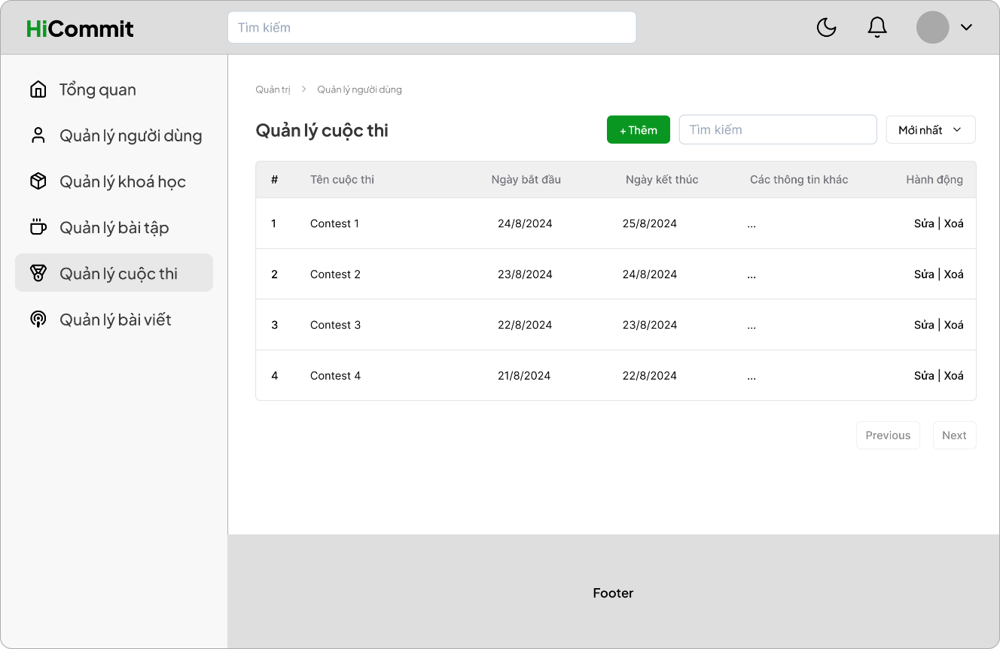 HiCommit
Tìm kiếm
Tổng quan
Quản lý người dùng
Quản lý khoá học
Quản lý bài tập
Quản lý cuộc thi
Quản lý bài viết
Quản trị > Quản lý người dùng
Quản lý cuộc thi
+ Thêm
Tìm kiếm
Mới nhất
# Tên cuộc thi Ngày bắt đầu Ngày kết thúc Các thông tin khác Hành động
1 Contest 1 24/8/2024 25/8/2024 ... Sửa | Xoá
2 Contest 2 23/8/2024 24/8/2024 ... Sửa | Xoá
3 Contest 3 22/8/2024 23/8/2024 ... Sửa | Xoá
4 Contest 4 21/8/2024 22/8/2024 ... Sửa | Xoá
Previous
Next
Footer